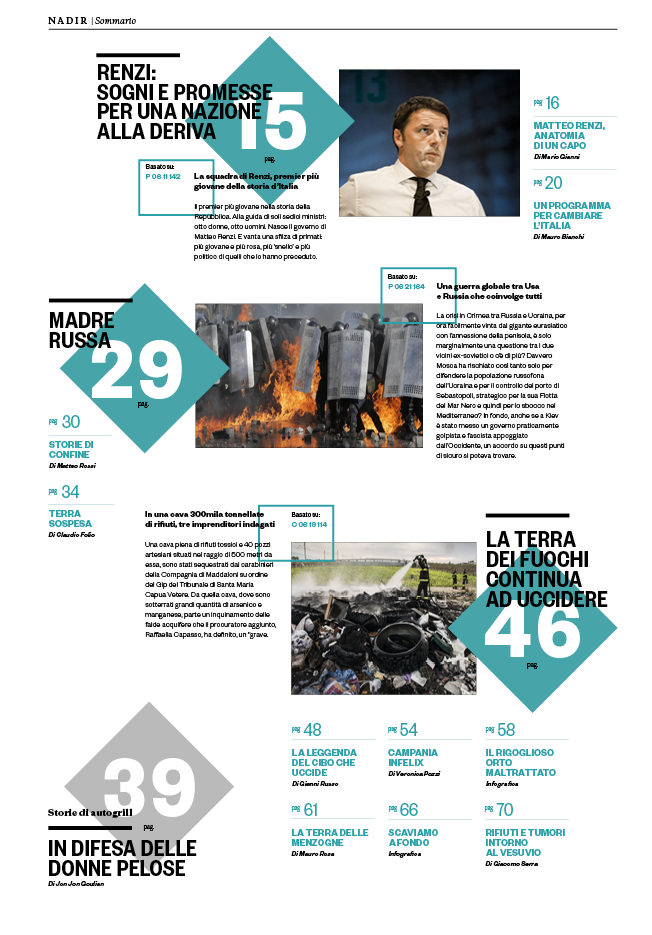 NADIR | Sommario
RENZI:
SOGNI E PROMESSE
PER UNA NAZIONE
ALLA DERIVA
15
pag.
Basato su:
P 06 11 142
La squadra di Renzi, premier più
giovane della storia d'Italia
Il premier più giovane nella storia della
Repubblica. Alla guida di soli sedici ministri:
otto donne, otto uomini. Nasce il governo di
Matteo Renzi. E vanta una sfilza di primati:
più giovane e più rosa, più 'snello' e più
politico di quelli che lo hanno preceduto.
13
pag. 16
MATTEO RENZI,
ANATOMIA
DI UN CAPO
Di Mario Gianni
pag. 20
UN PROGRAMMA
PER CAMBIARE
L'ITALIA
Di Mauro Bianchi
MADRE
RUSSA
29
pag.
pag. 30
STORIE DI
CONFINE
Di Matteo Rossi
pag. 34
TERRA
SOSPESA
Di Claudio Folio
Basato su:
P 06 21 164
Una guerra globale tra Usa
e Russia che coinvolge tutti
La crisi in Crimea tra Russia e Ucraina, per
ora facilmente vinta dal gigante eurasiatico
con l'annessione della penisola, è solo
marginalmente una questione tra i due
vicini ex-sovietici o c'è di più? Davvero
Mosca ha rischiato così tanto solo per
difendere la popolazione russofona
dell'Ucraina e per il controllo del porto di
Sebastopoli, strategico per la sua Flotta
del Mar Nero e quindi per lo sbocco nel
Mediterraneo? In fondo, anche se a Kiev
è stato messo un governo praticamente
golpista e fascista appoggiato
dall'Occidente, un accordo su questi punti
di sicuro si poteva trovare.
In una cava 300mila tonnellate
di rifiuti, tre imprenditori indagati
Una cava piena di rifiuti tossici e 40 pozzi
artesiani situati nel raggio di 500 metri da
essa, sono stati sequestrati dai carabinieri
della Compagnia di Maddaloni su ordine
del Gip del Tribunale di Santa Maria
Capua Vetere. Da quella cava, dove sono
sotterrati grandi quantità di arsenico e
manganese, parte un inquinamento delle
falde acquifere che il procuratore aggiunto,
Raffaella Capasso, ha definito, un "grave.
Basato su:
C 08 19 114
LA TERRA
DEI FUOCHI
CONTINUA
AD UCCIDERE
46
pag.
39
Storie di autogrill
pag.
IN DIFESA DELLE
DONNE PELOSE
Di Jon Jon Goulian
pag. 48
LA LEGGENDA
DEL CIBO CHE
UCCIDE
Di Gianni Russo
pag. 54
CAMPANIA
INFELIX
Di Veronica Pozzi
pag. 58
IL RIGOGLIOSO
ORTO
MALTRATTATO
Infografica
pag. 61
LA TERRA DELLE
MENZOGNE
Di Mauro Rosa
pag. 66
SCAVIAMO
A FONDO
Infografica
pag. 70
RIFIUTI E TUMORI
INTORNO
AL VESUVIO
Di Giacomo Serra